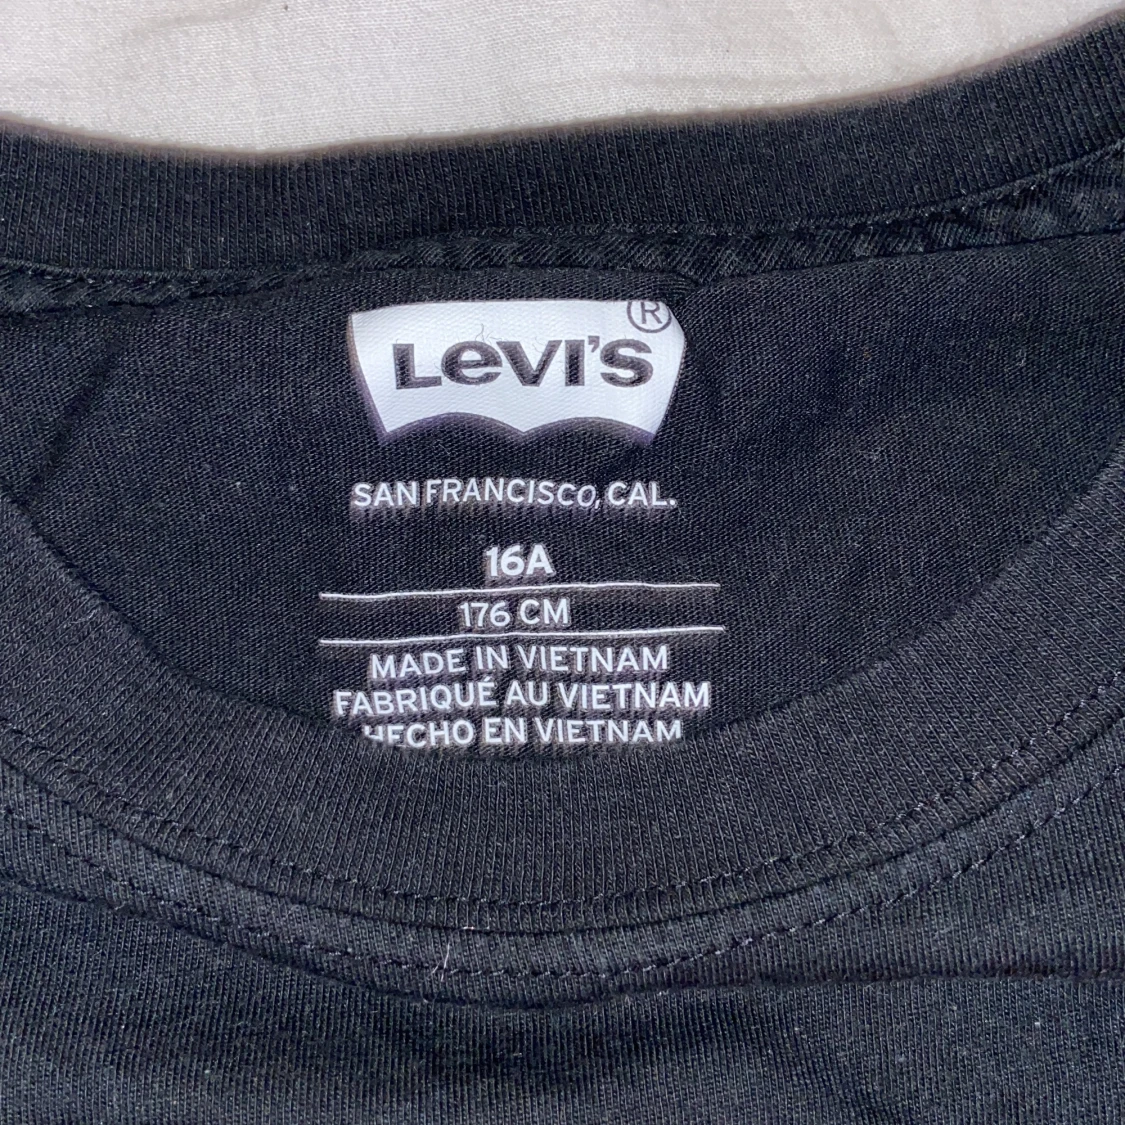 LEVI'S®
SAN FRANCISCO, CAL.
16A
176 CM
MADE IN VIETNAM
FABRIQUÉ AU VIETNAM
HECHO EN VIETNAM